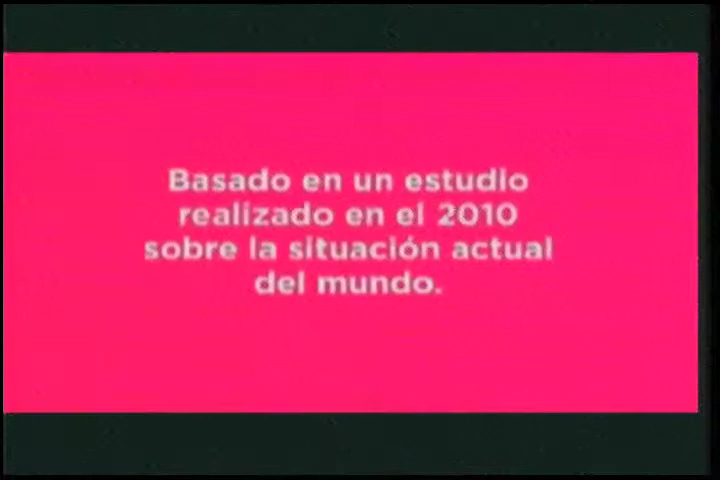 Basado en un estudio
realizado en el 2010
sobre la situación actual
del mundo.